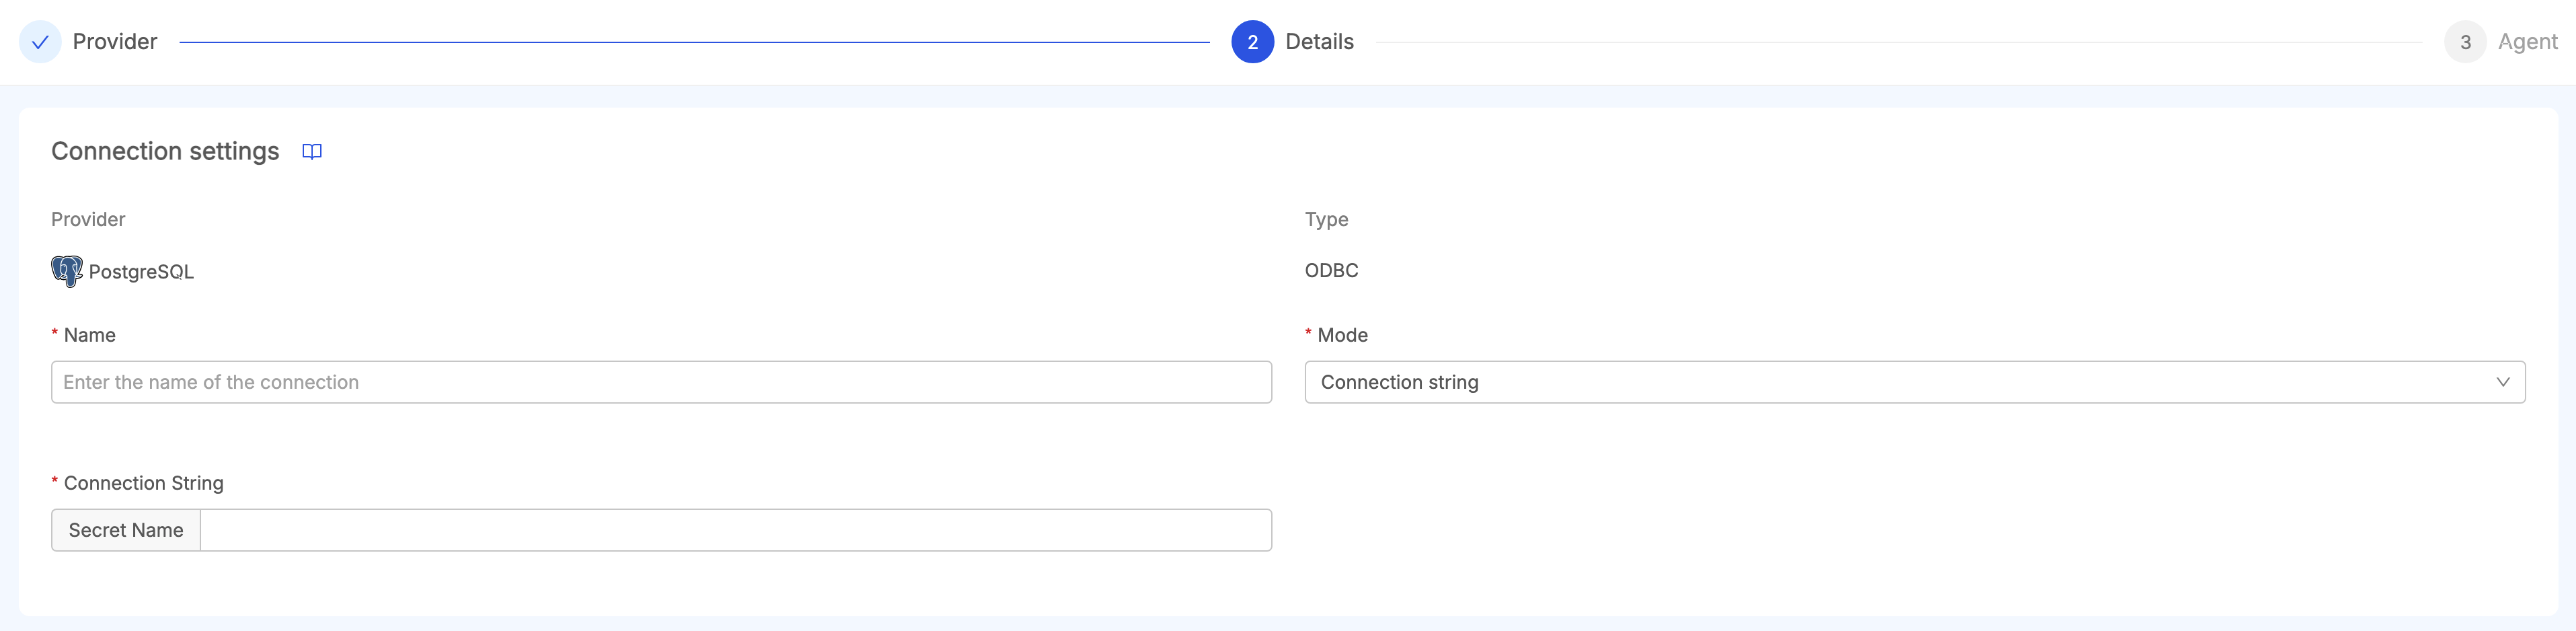 Provider
2 Details
3 Agent
Connection settings
Provider
Type
PostgreSQL
ODBC
* Name
* Mode
Enter the name of the connection
Connection string
* Connection String
Secret Name